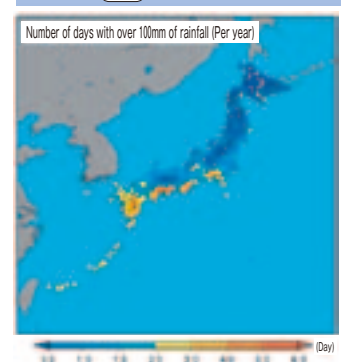 Number of days with over 100mm of rainfall (Per year)
(Day)